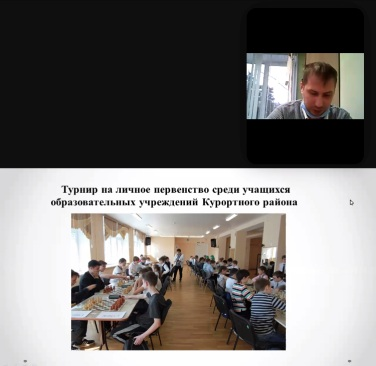 Турнир на личное первенство среди учащихся
образовательных учреждений Курортного района